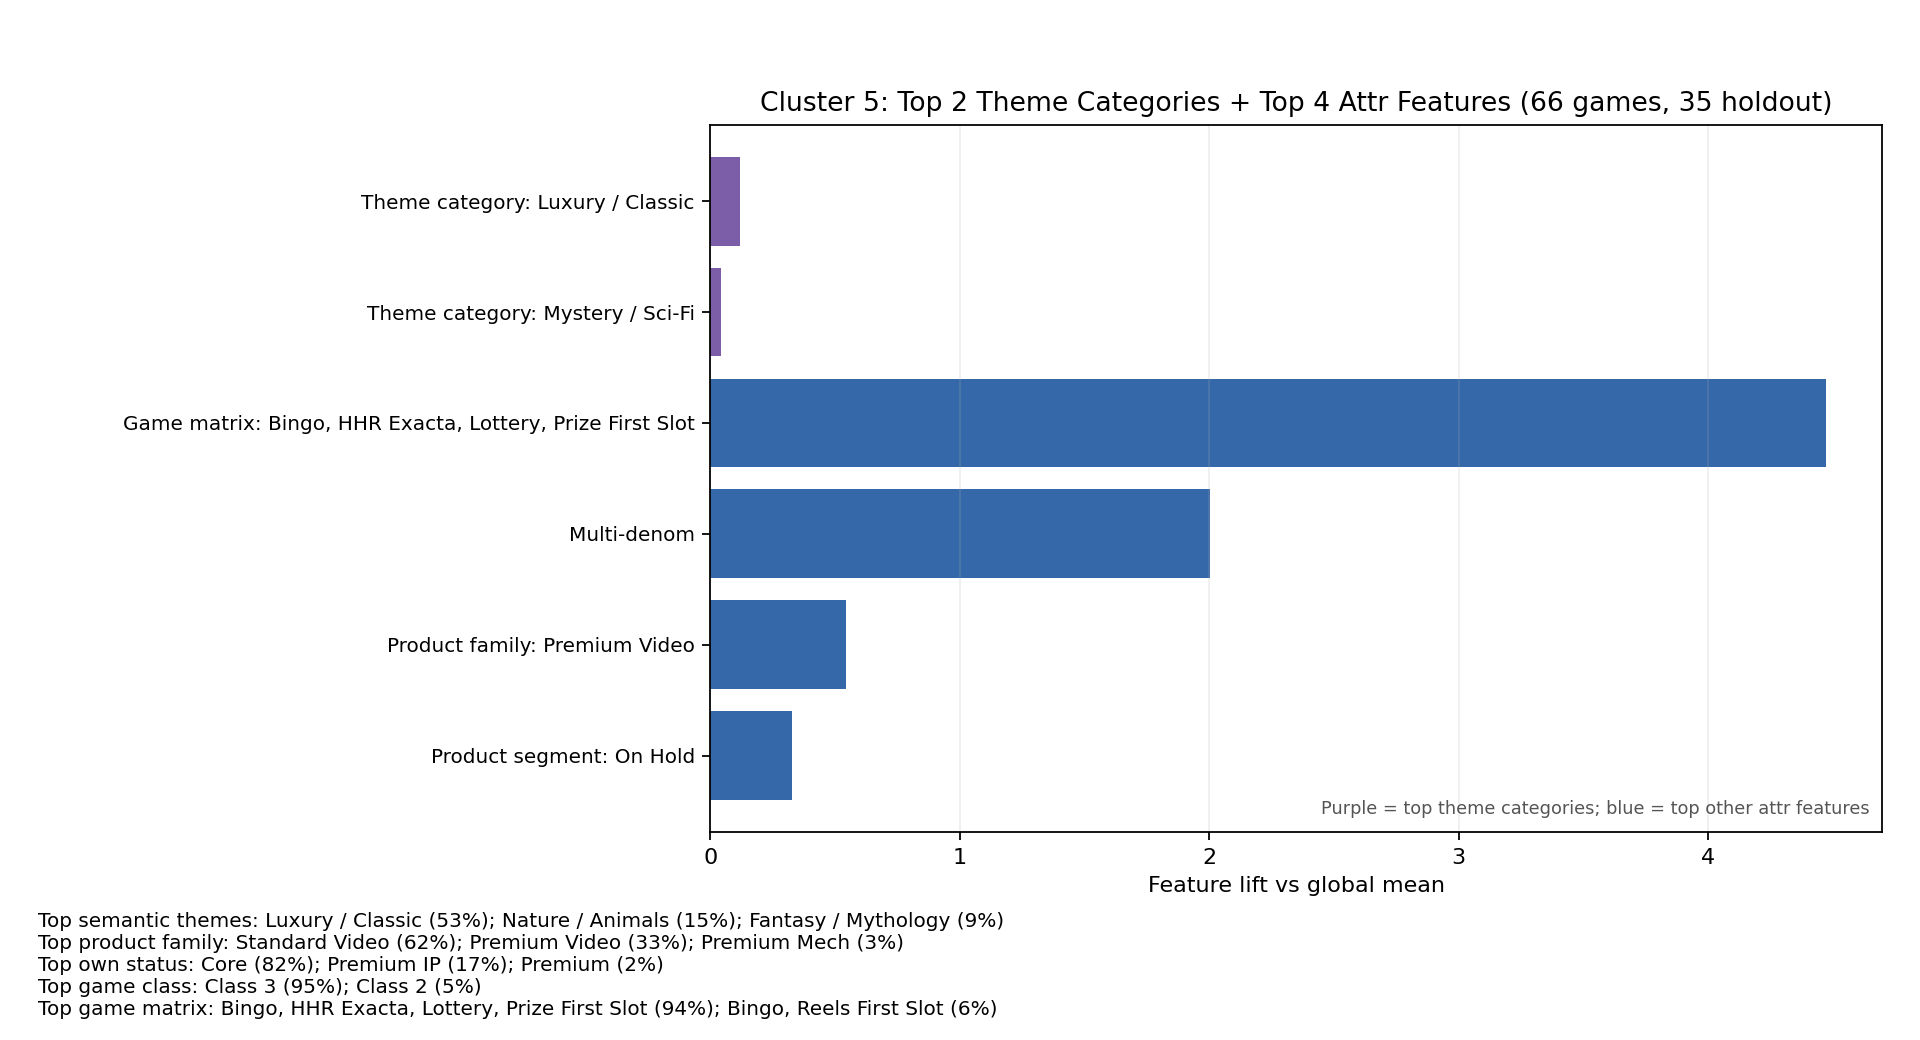 Cluster 5: Top 2 Theme Categories + Top 4 Attr Features (66 games, 35 holdout)
Theme category: Luxury / Classic
Theme category: Mystery / Sci-Fi
Game matrix: Bingo, HHR Exacta, Lottery, Prize First Slot
Multi-denom
Product family: Premium Video
Product segment: On Hold
Purple = top theme categories; blue = top other attr features
0 1 2 3 4
Feature lift vs global mean
Top semantic themes: Luxury / Classic (53%); Nature / Animals (15%); Fantasy / Mythology (9%)
Top product family: Standard Video (62%); Premium Video (33%); Premium Mech (3%)
Top own status: Core (82%); Premium IP (17%); Premium (2%)
Top game class: Class 3 (95%); Class 2 (5%)
Top game matrix: Bingo, HHR Exacta, Lottery, Prize First Slot (94%); Bingo, Reels First Slot (6%)